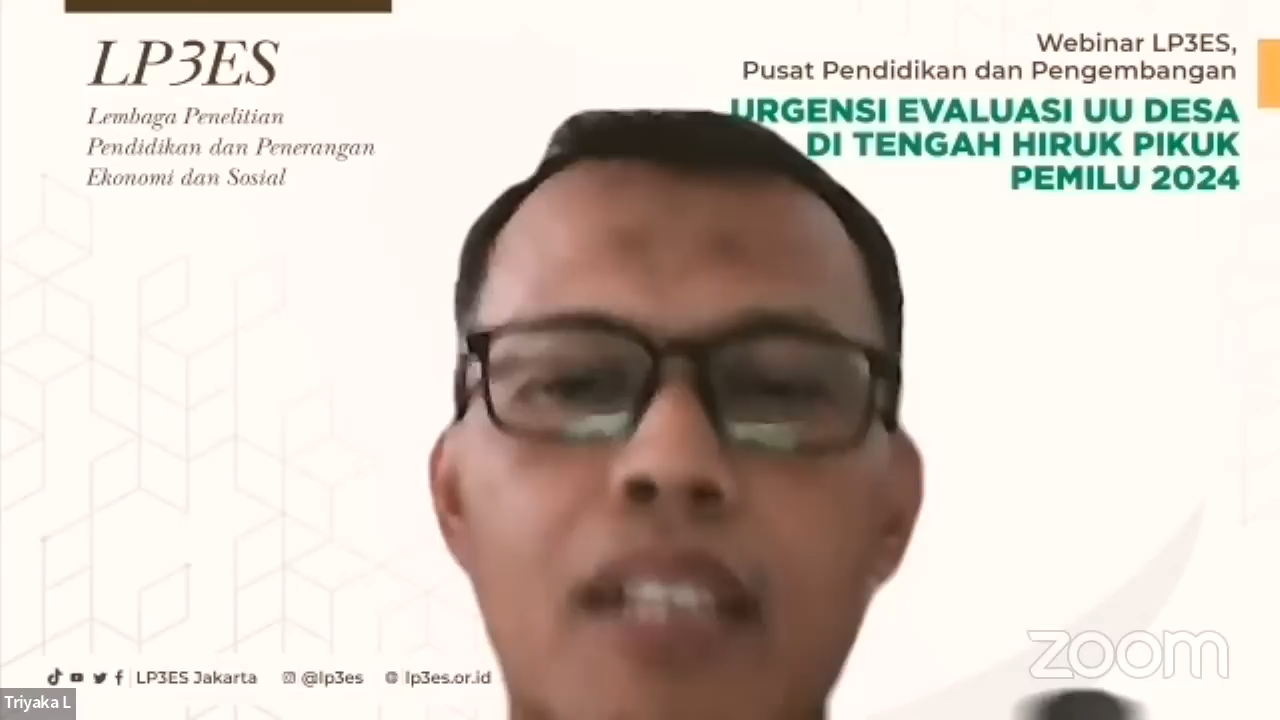 LP3ES
Lembaga Penelitian
Pendidikan dan Penerangan
Ekonomi dan Sosial
Webinar LP3ES,
Pusat Pendidikan dan Pengembangan
URGENSI EVALUASI UU DESA
DI TENGAH HIRUK PIKUK
PEMILU 2024
LP3ES Jakarta @lp3es lp3es.or.id
Triyaka L
zoom